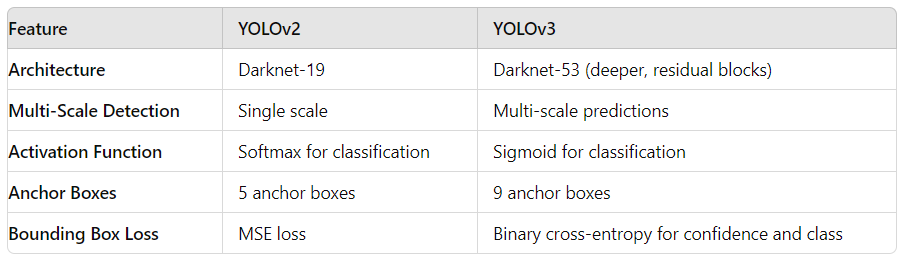 Feature YOLOv2 YOLOv3
Architecture Darknet-19 Darknet-53 (deeper, residual blocks)
Multi-Scale Detection Single scale Multi-scale predictions
Activation Function Softmax for classification Sigmoid for classification
Anchor Boxes 5 anchor boxes 9 anchor boxes
Bounding Box Loss MSE loss Binary cross-entropy for confidence and class